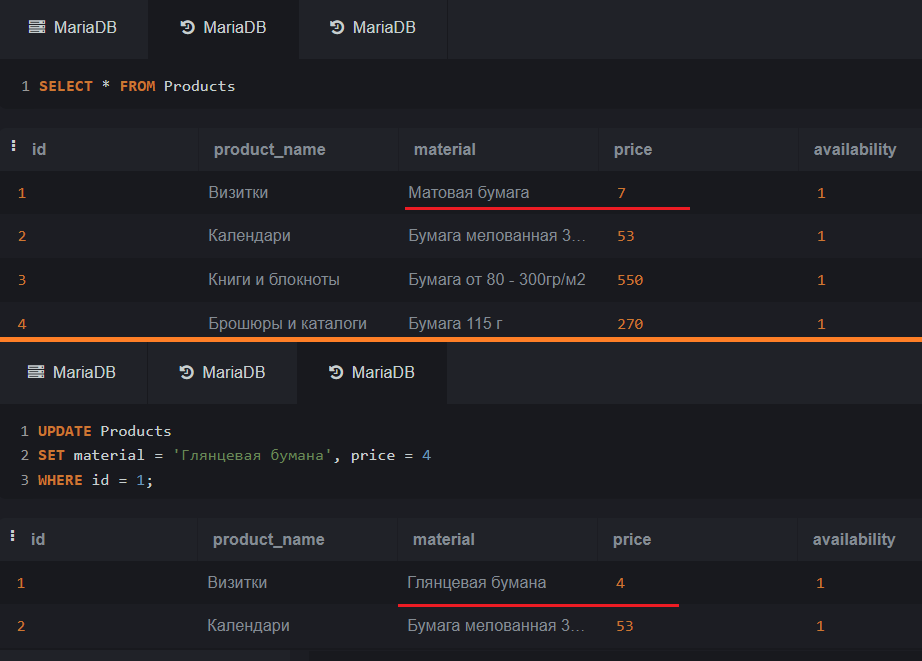 MariaDB MariaDB MariaDB
1 SELECT * FROM Products
id product_name material price availability
1 Визитки Матовая бумага 7 1
2 Календари Бумага мелованная 3... 53 1
3 Книги и блокноты Бумага от 80 - 300гр/м2 550 1
4 Брошюры и каталоги Бумага 115 г 270 1
MariaDB MariaDB MariaDB
1 UPDATE Products
2 SET material = 'Глянцевая бумана', price = 4
3 WHERE id = 1;
id product_name material price availability
1 Визитки Глянцевая бумана 4 1
2 Календари Бумага мелованная 3... 53 1